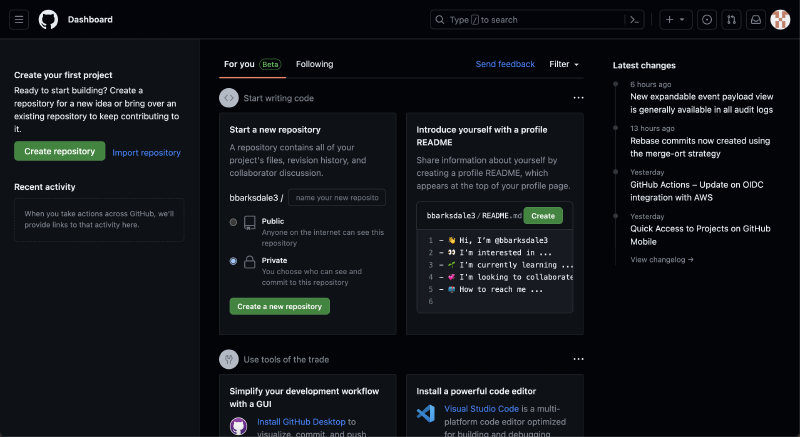 Dashboard
Type / to search
Create your first project
Ready to start building? Create a
repository for a new idea or bring over an
existing repository to keep contributing to
it.
Create repository
Import repository
Recent activity
When you take actions across GitHub, we'll
provide links to that activity here.
For you Beta
Following
Send feedback
Filter
Start writing code
Start a new repository
A repository contains all of your
project's files, revision history, and
collaborator discussion.
bbarksdale3 /
name your new reposito
Public
Anyone on the internet can see this
repository
Private
You choose who can see and
commit to this repository
Create a new repository
Introduce yourself with a profile
README
Share information about yourself by
creating a profile README, which
appears at the top of your profile page.
bbarksdale3 / README.md
Create
1 - 👋 Hi, I'm @bbarksdale3
2 - 👀 I'm interested in ...
3 - 🌱 I'm currently learning ...
4 - 💞️ I'm looking to collaborate
5 - 📫 How to reach me ...
6
Use tools of the trade
Simplify your development workflow
with a GUI
Install GitHub Desktop to
visualize, commit, and push
Install a powerful code editor
Visual Studio Code is a multi-
platform code editor optimized
for building and debugging
Latest changes
6 hours ago
New expandable event payload view
is generally available in all audit logs
13 hours ago
Rebase commits now created using
the merge-ort strategy
Yesterday
GitHub Actions – Update on OIDC
integration with AWS
Yesterday
Quick Access to Projects on GitHub
Mobile
View changelog →